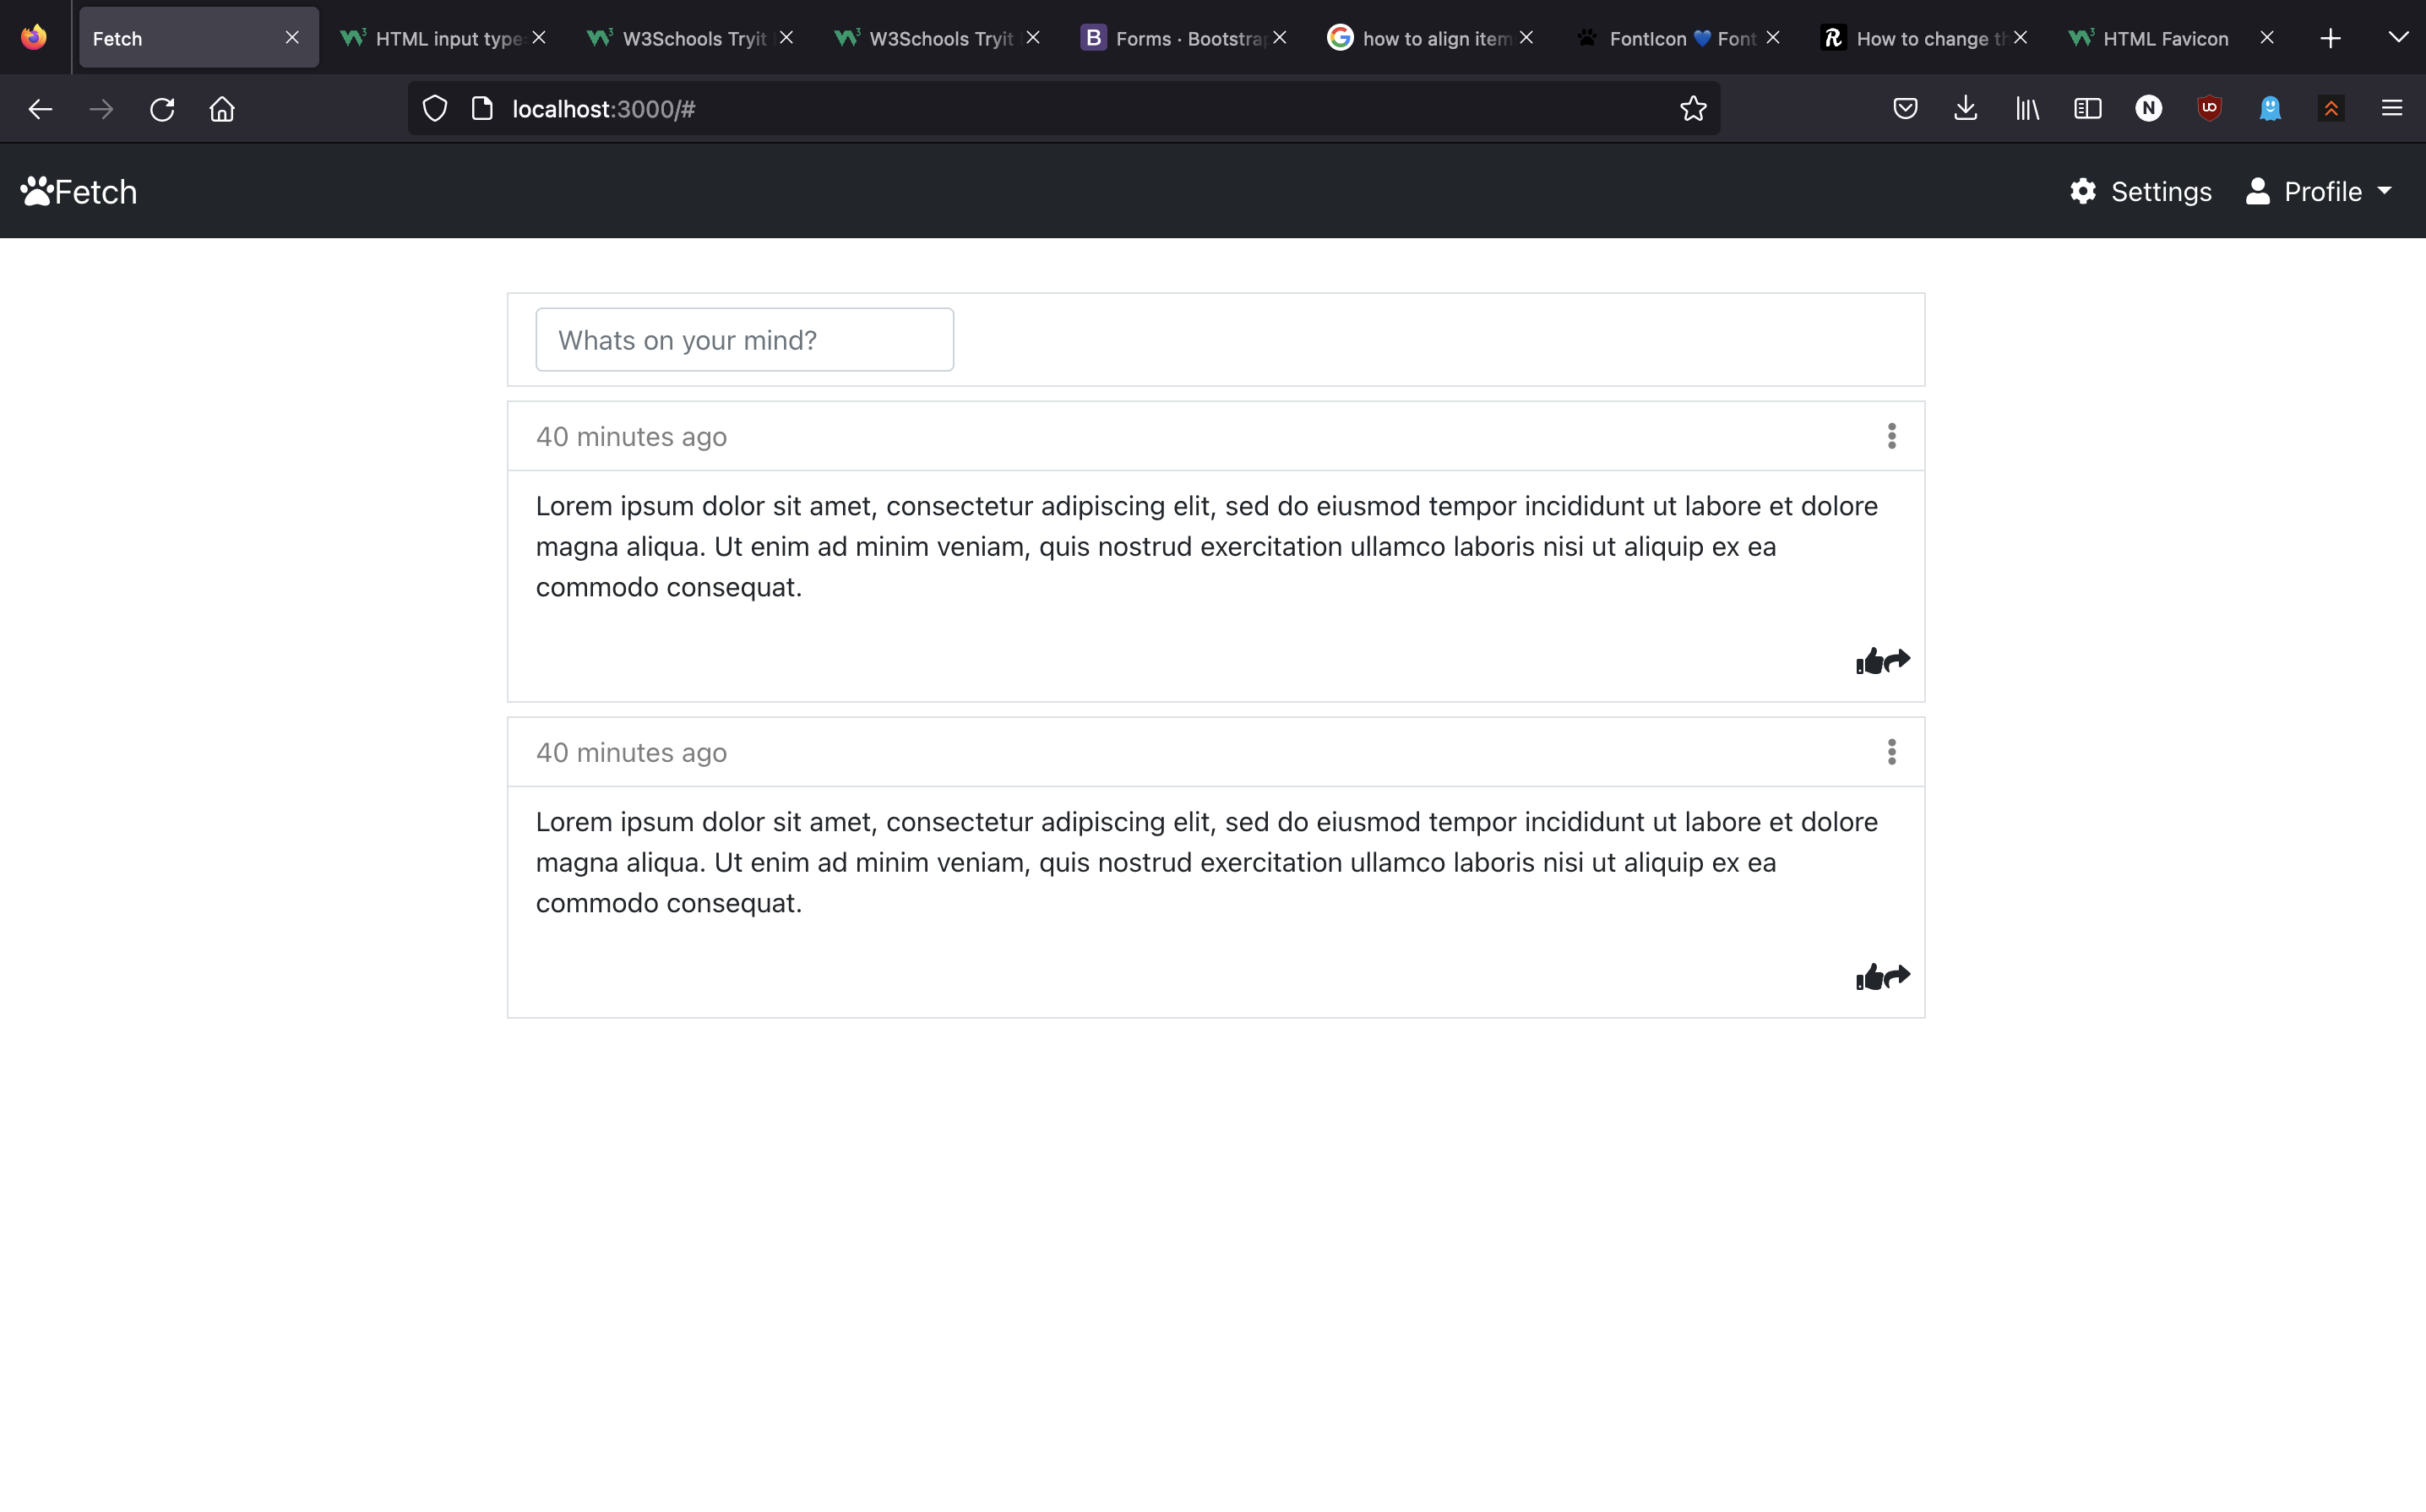 Fetch
HTML input type
W3Schools Tryit
W3Schools Tryit
B Forms · Bootstrap
G how to align item
FontIcon 💙 Font
R How to change th
HTML Favicon
localhost:3000/#
N
Fetch
Settings
Profile
Whats on your mind?
40 minutes ago
Lorem ipsum dolor sit amet, consectetur adipiscing elit, sed do eiusmod tempor incididunt ut labore et dolore
magna aliqua. Ut enim ad minim veniam, quis nostrud exercitation ullamco laboris nisi ut aliquip ex ea
commodo consequat.
40 minutes ago
Lorem ipsum dolor sit amet, consectetur adipiscing elit, sed do eiusmod tempor incididunt ut labore et dolore
magna aliqua. Ut enim ad minim veniam, quis nostrud exercitation ullamco laboris nisi ut aliquip ex ea
commodo consequat.